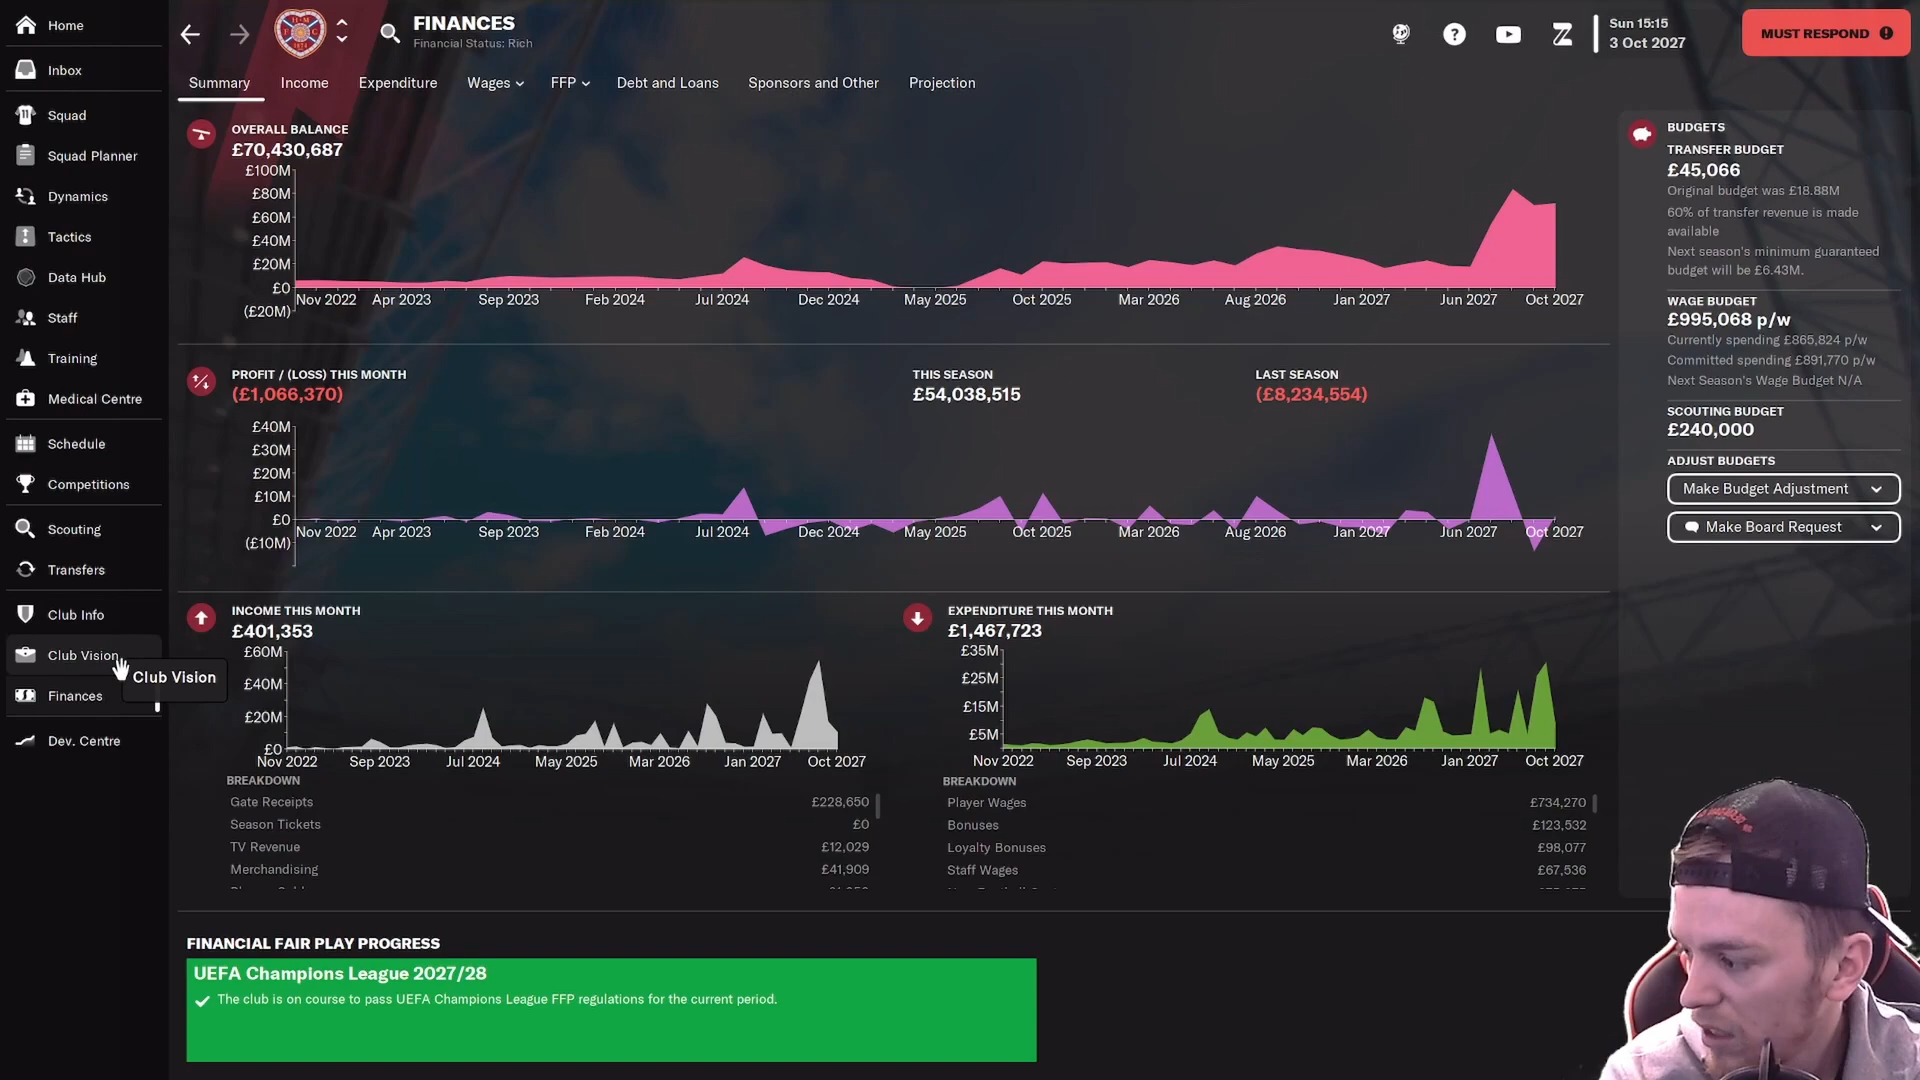 Home
Inbox
Squad
Squad Planner
Dynamics
Tactics
Data Hub
Staff
Training
Medical Centre
Schedule
Competitions
Scouting
Transfers
Club Info
Club Vision
Finances
Dev. Centre
Club Vision
FINANCES
Financial Status: Rich
Sun 15:15
3 Oct 2027
MUST RESPOND
Summary Income Expenditure Wages FFP Debt and Loans Sponsors and Other Projection
OVERALL BALANCE
£70,430,687
£100M
£80M
£60M
£40M
£20M
£0
(£20M)
Nov 2022 Apr 2023 Sep 2023 Feb 2024 Jul 2024 Dec 2024 May 2025 Oct 2025 Mar 2026 Aug 2026 Jan 2027 Jun 2027 Oct 2027
PROFIT / (LOSS) THIS MONTH
(£1,066,370)
THIS SEASON
£54,038,515
LAST SEASON
(£8,234,554)
£40M
£30M
£20M
£10M
£0
(£10M)
Nov 2022 Apr 2023 Sep 2023 Feb 2024 Jul 2024 Dec 2024 May 2025 Oct 2025 Mar 2026 Aug 2026 Jan 2027 Jun 2027 Oct 2027
INCOME THIS MONTH
£401,353
£60M
£40M
£20M
£0
Nov 2022 Sep 2023 Jul 2024 May 2025 Mar 2026 Jan 2027 Oct 2027
BREAKDOWN
Gate Receipts £228,650
Season Tickets £0
TV Revenue £12,029
Merchandising £41,909
EXPENDITURE THIS MONTH
£1,467,723
£35M
£25M
£15M
£5M
Nov 2022 Sep 2023 Jul 2024 May 2025 Mar 2026 Jan 2027 Oct 2027
BREAKDOWN
Player Wages £734,270
Bonuses £123,532
Loyalty Bonuses £98,077
Staff Wages £67,536
FINANCIAL FAIR PLAY PROGRESS
UEFA Champions League 2027/28
The club is on course to pass UEFA Champions League FFP regulations for the current period.
BUDGETS
TRANSFER BUDGET
£45,066
Original budget was £18.88M
60% of transfer revenue is made
available
Next season's minimum guaranteed
budget will be £6.43M.
WAGE BUDGET
£995,068 p/w
Currently spending £865,824 p/w
Committed spending £891,770 p/w
Next Season's Wage Budget N/A
SCOUTING BUDGET
£240,000
ADJUST BUDGETS
Make Budget Adjustment
Make Board Request